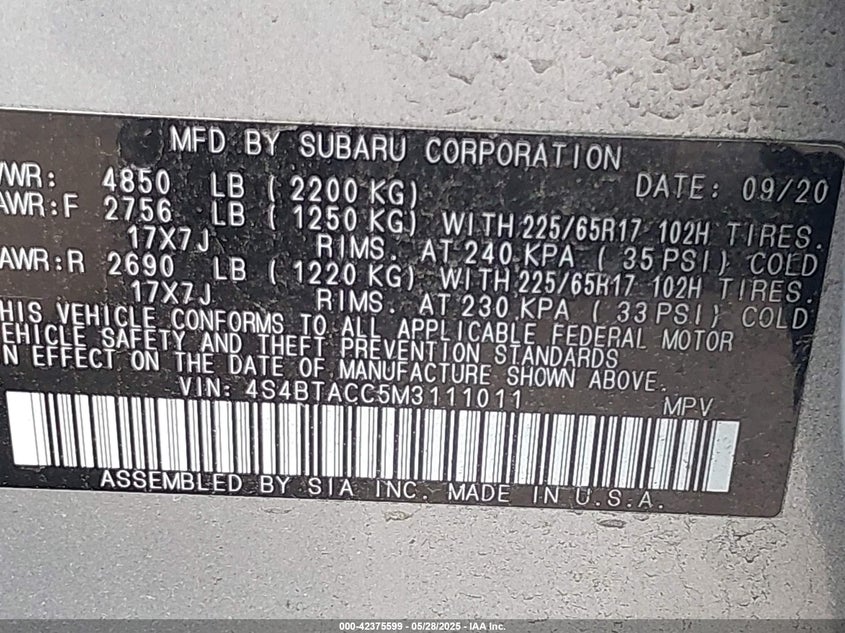 MFD BY SUBARU CORPORATION
VWR: 4850 LB ( 2200 KG) DATE: 09/20
AWR:F 2756 LB ( 1250 KG) WITH 225/65R17 102H TIRES.
17X7J RIMS. AT 240 KPA ( 35 PSI) COLD
AWR:R 2690 LB ( 1220 KG) WITH 225/65R17 102H TIRES.
17X7J RIMS. AT 230 KPA ( 33 PSI) COLD
HIS VEHICLE CONFORMS TO ALL APPLICABLE FEDERAL MOTOR
EHICLE SAFETY AND THEFT PREVENTION STANDARDS
N EFFECT ON THE DATE OF MANUFACTURE SHOWN ABOVE.
VIN: 4S4BTACC5M3111011 MPV
ASSEMBLED BY SIA INC. MADE IN U.S.A.
000-42375599 - 05/28/2025 - IAA Inc.